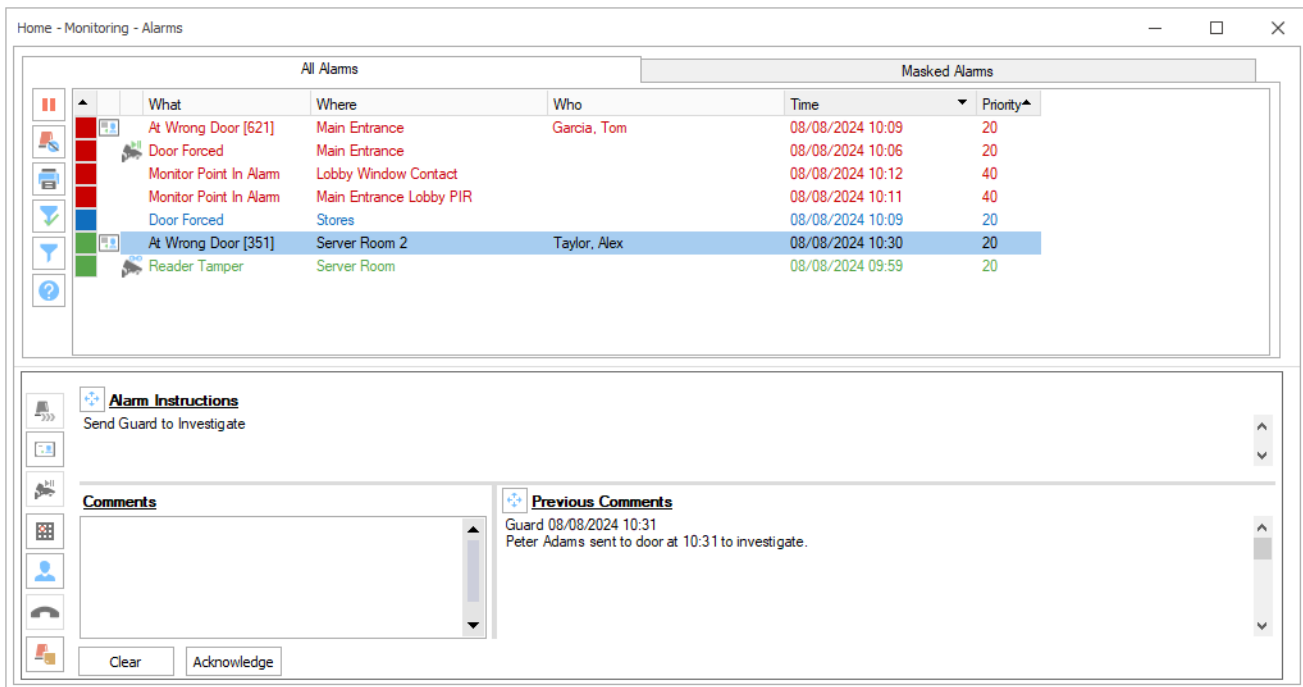 Home - Monitoring - Alarms
All Alarms Masked Alarms
What Where Who Time Priority
At Wrong Door [621] Main Entrance Garcia, Tom 08/08/2024 10:09 20
Door Forced Main Entrance 08/08/2024 10:06 20
Monitor Point In Alarm Lobby Window Contact 08/08/2024 10:12 40
Monitor Point In Alarm Main Entrance Lobby PIR 08/08/2024 10:11 40
Door Forced Stores 08/08/2024 10:09 20
At Wrong Door [351] Server Room 2 Taylor, Alex 08/08/2024 10:30 20
Reader Tamper Server Room 08/08/2024 09:59 20
Alarm Instructions
Send Guard to Investigate
Comments
Previous Comments
Guard 08/08/2024 10:31
Peter Adams sent to door at 10:31 to investigate.
Clear Acknowledge